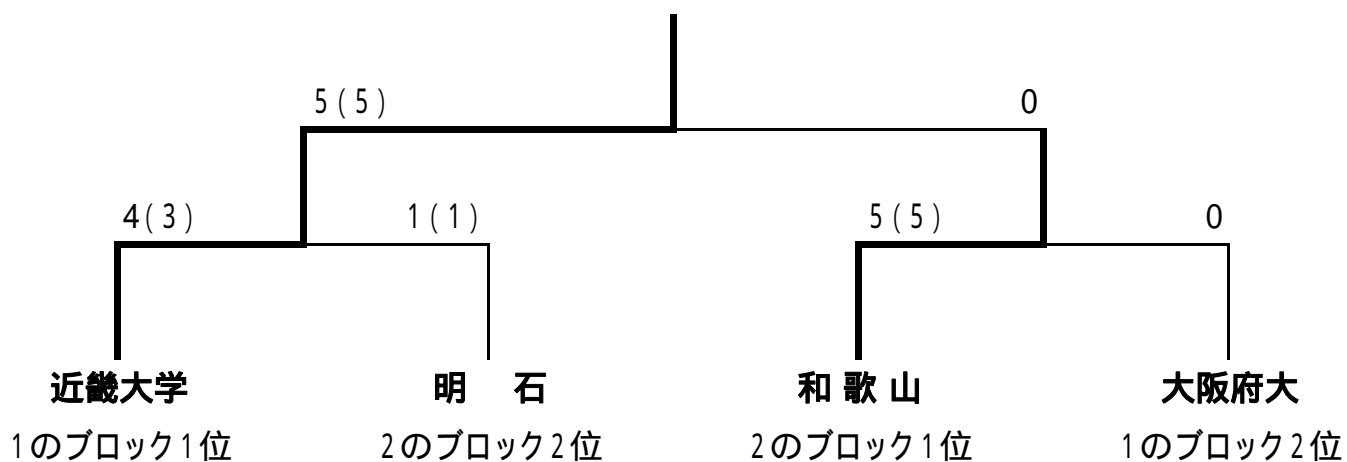 5(5) 0
4(3) 1(1) 5(5) 0
近畿大学 明 石 和歌山 大阪府大
1のブロック1位 2のブロック2位 2のブロック1位 1のブロック2位